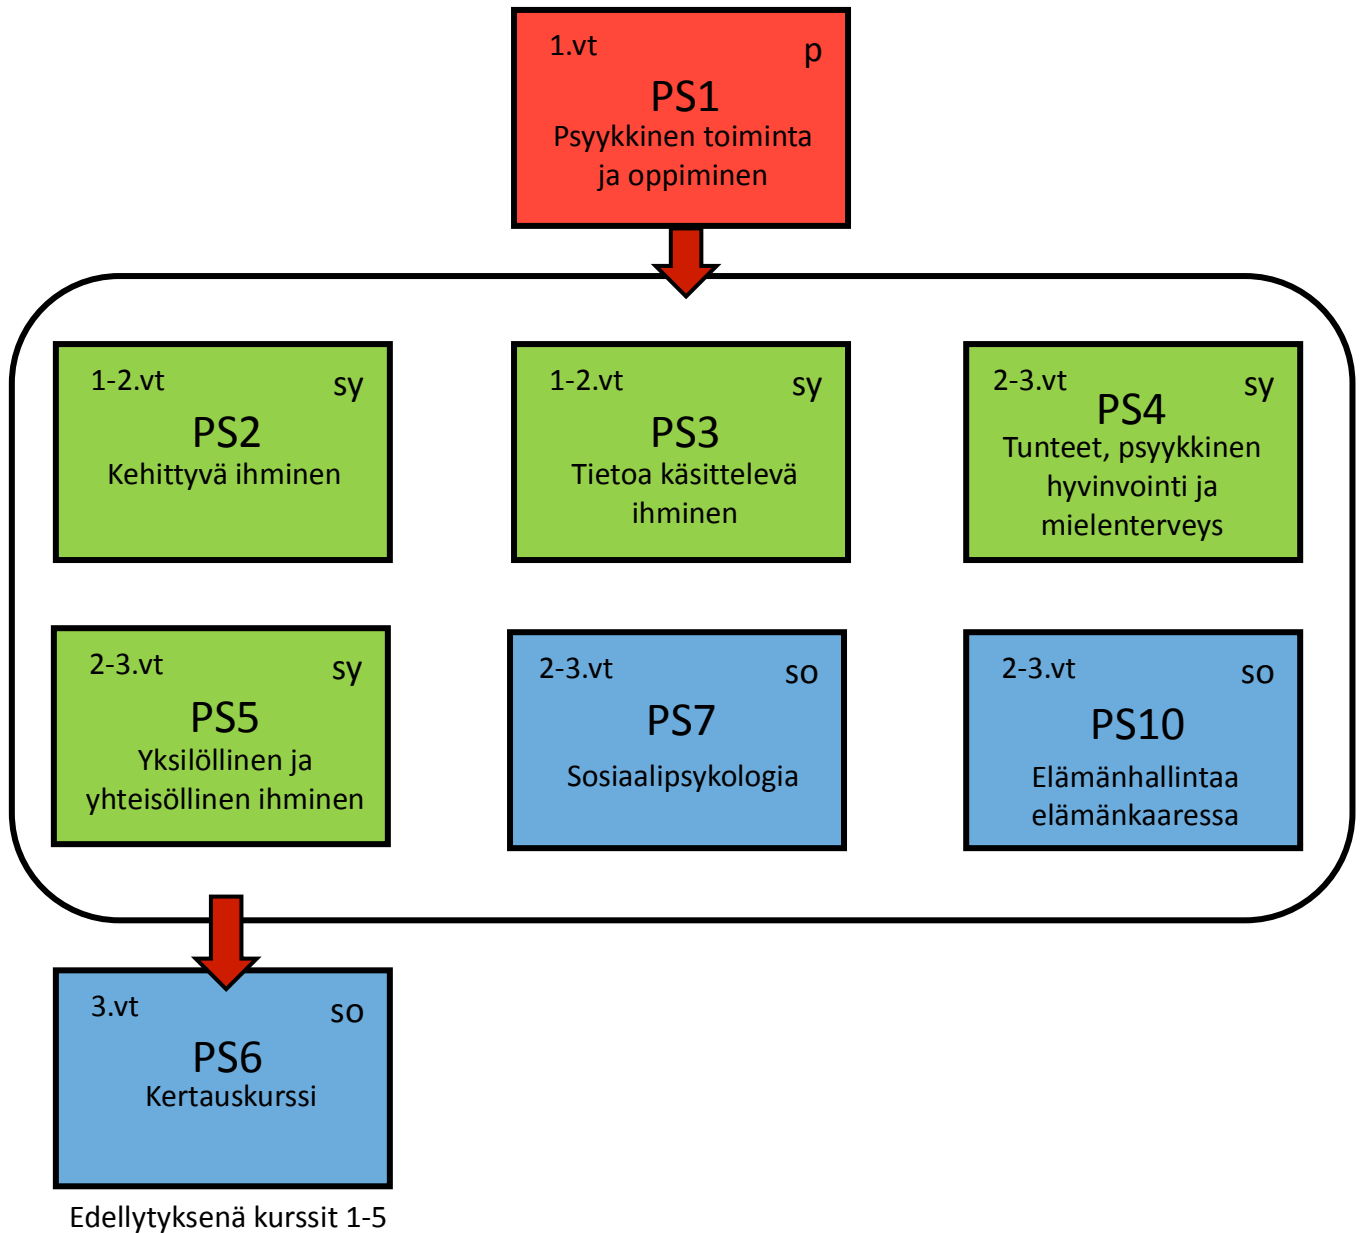 1.vt p
PS1
Psyykkinen toiminta
ja oppiminen
1-2.vt sy
PS2
Kehittyvä ihminen
1-2.vt sy
PS3
Tietoa käsittelevä
ihminen
2-3.vt sy
PS4
Tunteet, psyykkinen
hyvinvointi ja
mielenterveys
2-3.vt sy
PS5
Yksilöllinen ja
yhteisöllinen ihminen
2-3.vt so
PS7
Sosiaalipsykologia
2-3.vt so
PS10
Elämänhallintaa
elämänkaaressa
3.vt so
PS6
Kertauskurssi
Edellytyksenä kurssit 1-5